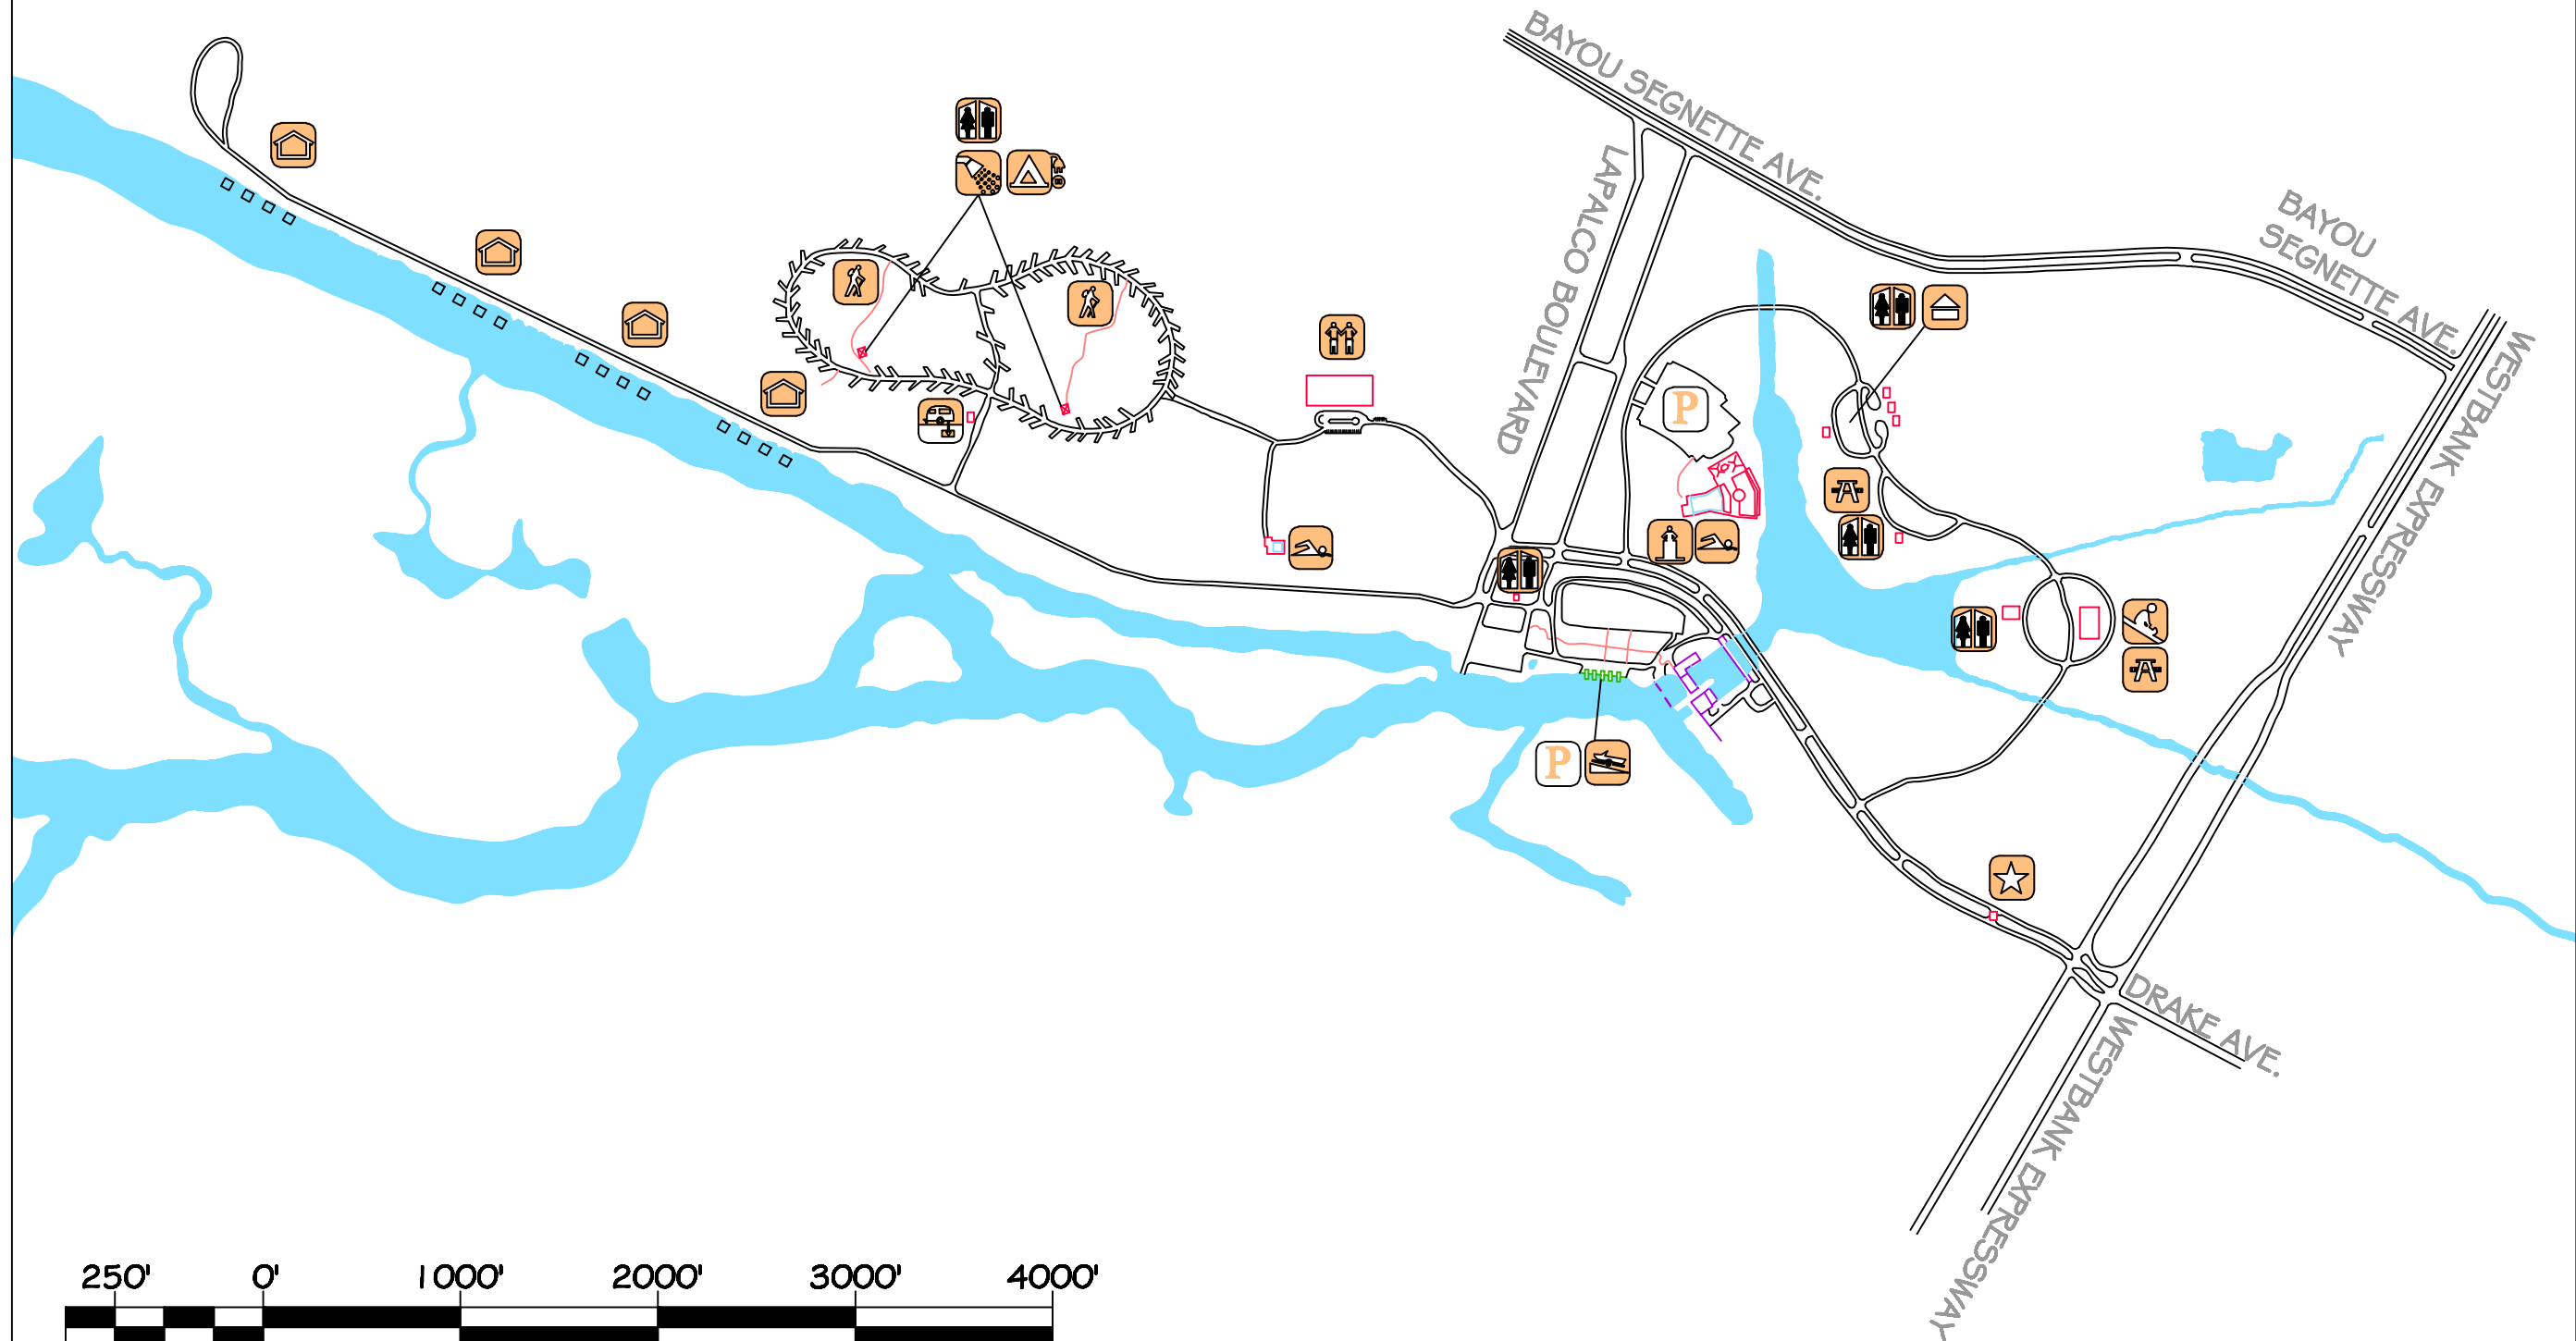 BAYOU SEGNETTE AVE.
LAPALCO BOULEVARD
BAYOU
SEGNETTE AVE.
WESTBANK EXPRESSWAY
P
P
DRAKE AVE.
WESTBANK EXPRESSWAY
250' 0' 1000' 2000' 3000' 4000'